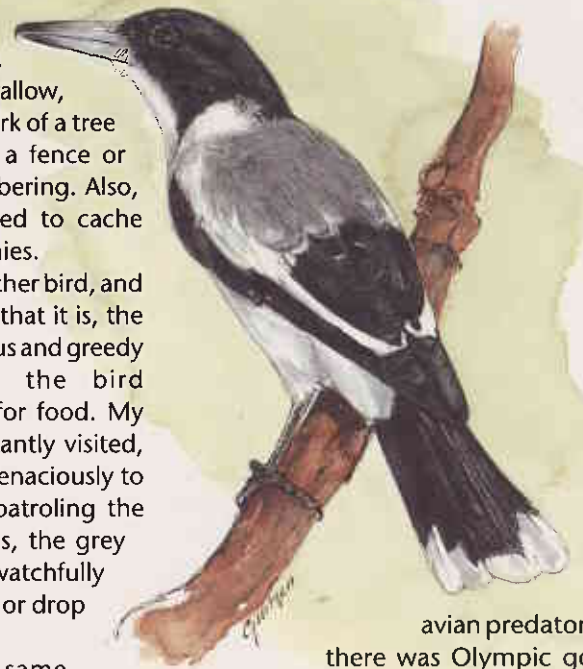 allow,
rk of a tree
a fence or
bering. Also,
ed to cache
nies.
ther bird, and
that it is, the
us and greedy
the bird
for food. My
antly visited,
enaciously to
patroling the
s, the grey
watchfully
or drop
same
avian predator
there was Olympic ga